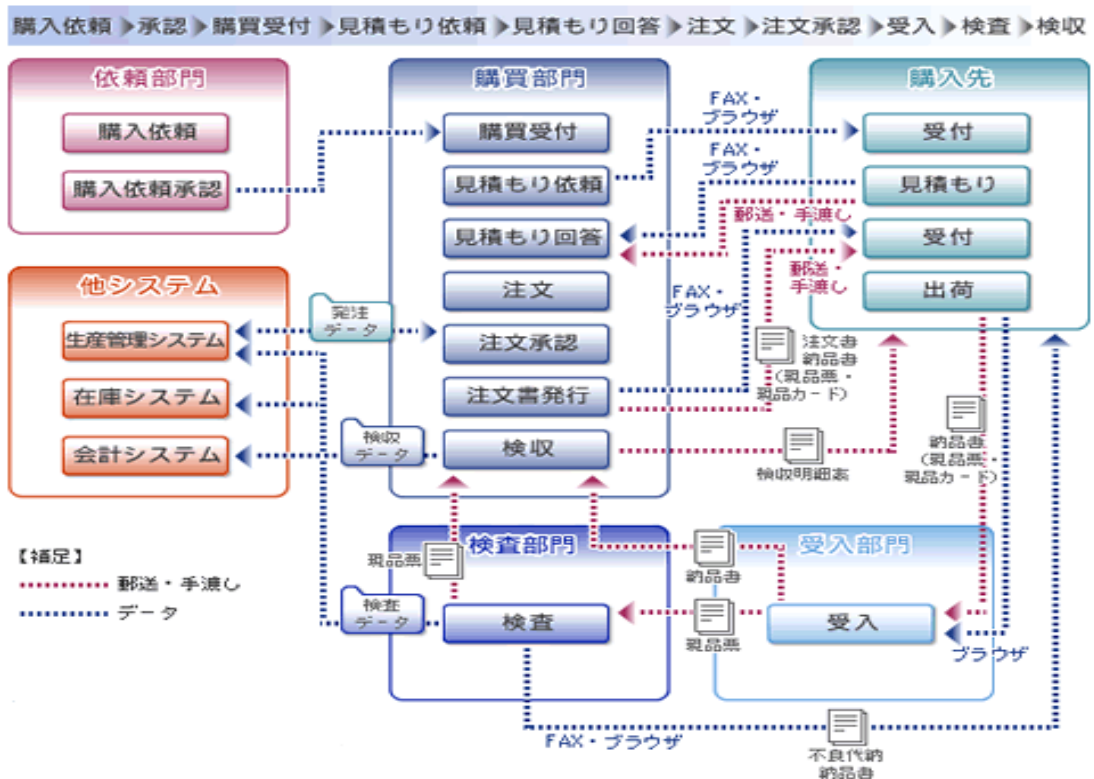 購入依頼 承認 購買受付 見積もり依頼 見積もり回答 注文 注文承認 受入 検査 検収
依頼部門
購入依頼
購入依頼承認
購買部門
購買受付
見積もり依頼
見積もり回答
注文
注文承認
注文書発行
検収
購入先
受付
見積もり
受付
出荷
FAX・
ブラウザ
FAX・
ブラウザ
郵送・手渡し
郵送・
手渡し
FAX・
ブラウザ
他システム
生産管理システム
在庫システム
会計システム
発注
データ
検収
データ
注文書
納品書
(現品票・
現品カード)
検収明細表
納品書
(現品票・
現品カード)
【補足】
郵送・手渡し
データ
検査部門
現品票
検査
データ
検査
受入部門
納品書
現品票
受入
ブラウザ
FAX・ブラウザ
不良代納
納品書